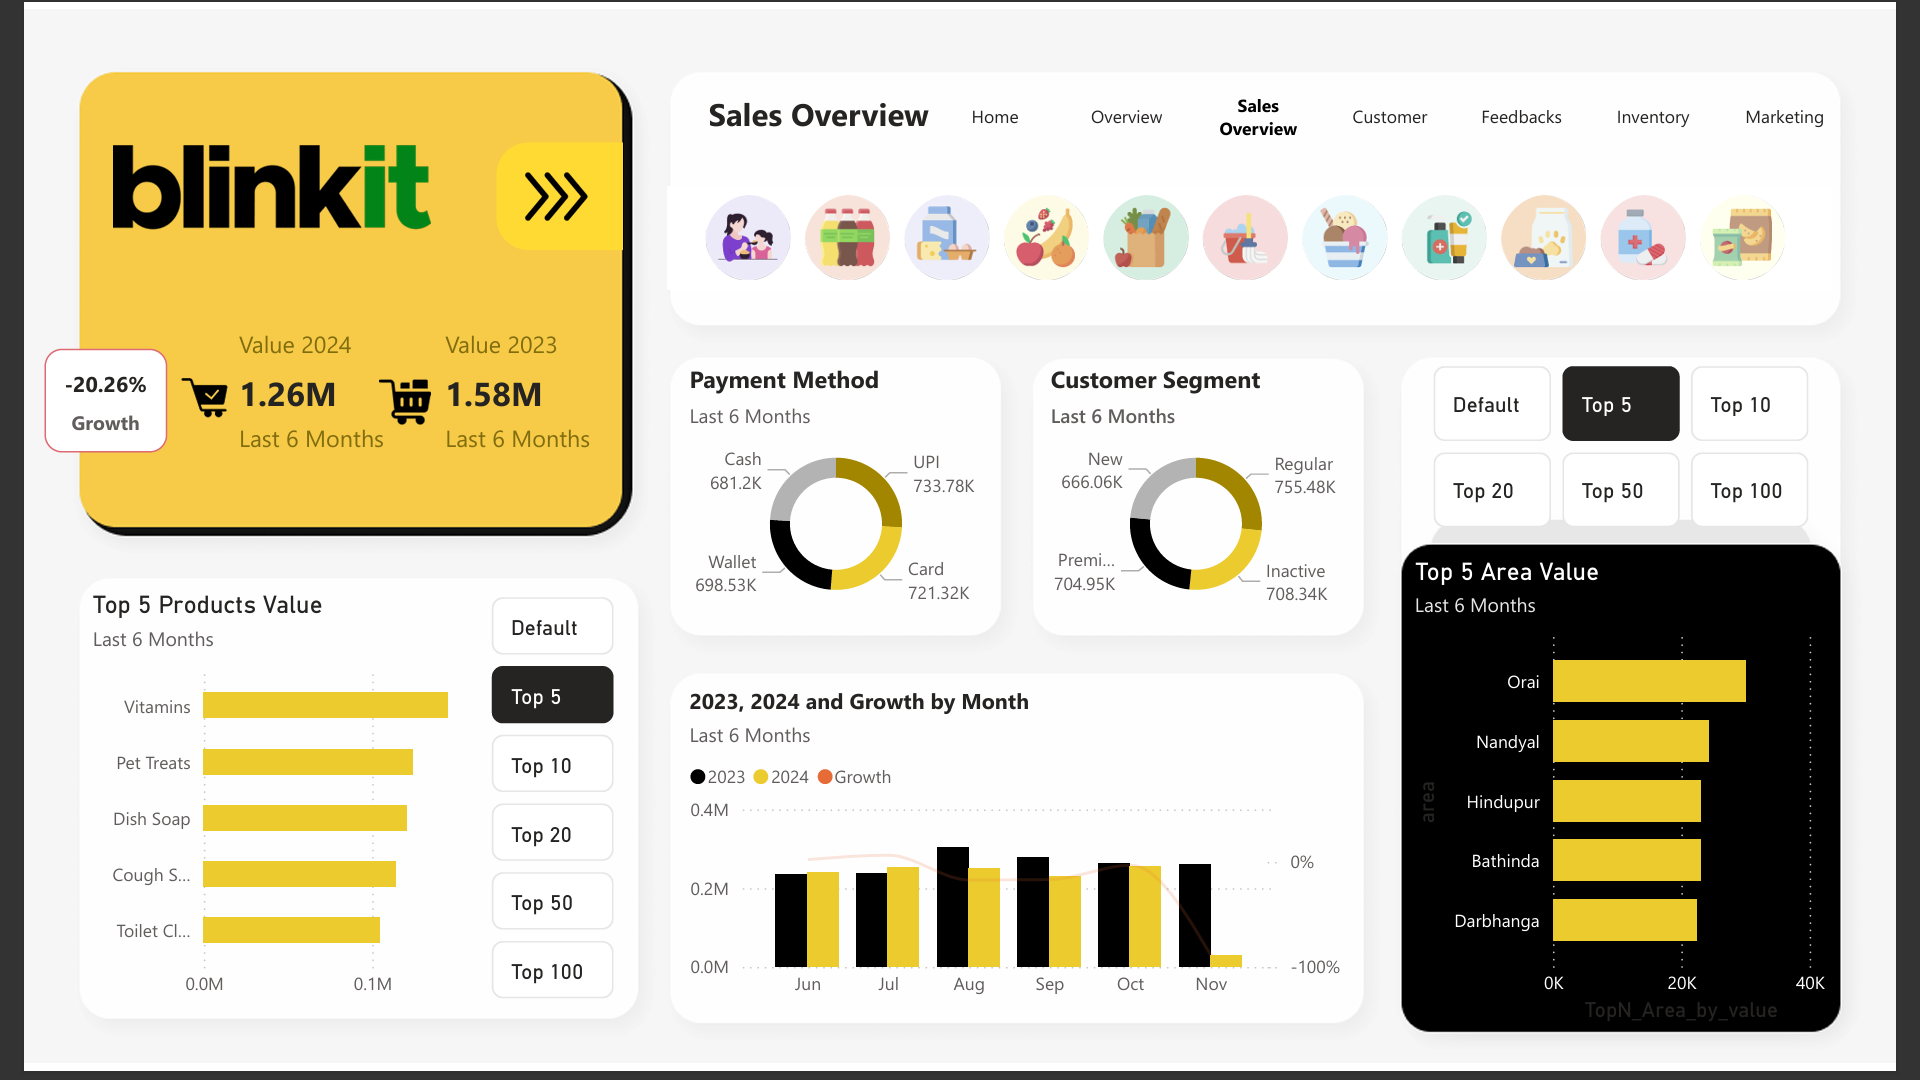 blinkit
Value 2024
1.26M
Last 6 Months
Value 2023
1.58M
Last 6 Months
-20.26%
Growth
Sales Overview
Home
Overview
Sales
Overview
Customer
Feedbacks
Inventory
Marketing
Payment Method
Last 6 Months
Cash
681.2K
UPI
733.78K
Wallet
698.53K
Card
721.32K
Customer Segment
Last 6 Months
New
666.06K
Regular
755.48K
Premi...
704.95K
Inactive
708.34K
Default
Top 5
Top 10
Top 20
Top 50
Top 100
Top 5 Products Value
Last 6 Months
Vitamins
Pet Treats
Dish Soap
Cough S...
Toilet Cl...
0.0M
0.1M
Default
Top 5
Top 10
Top 20
Top 50
Top 100
2023, 2024 and Growth by Month
Last 6 Months
2023
2024
Growth
0.4M
0.2M
0.0M
0%
-100%
Jun
Jul
Aug
Sep
Oct
Nov
Top 5 Area Value
Last 6 Months
area
Orai
Nandyal
Hindupur
Bathinda
Darbhanga
0K
20K
40K
TopN_Area_by_value